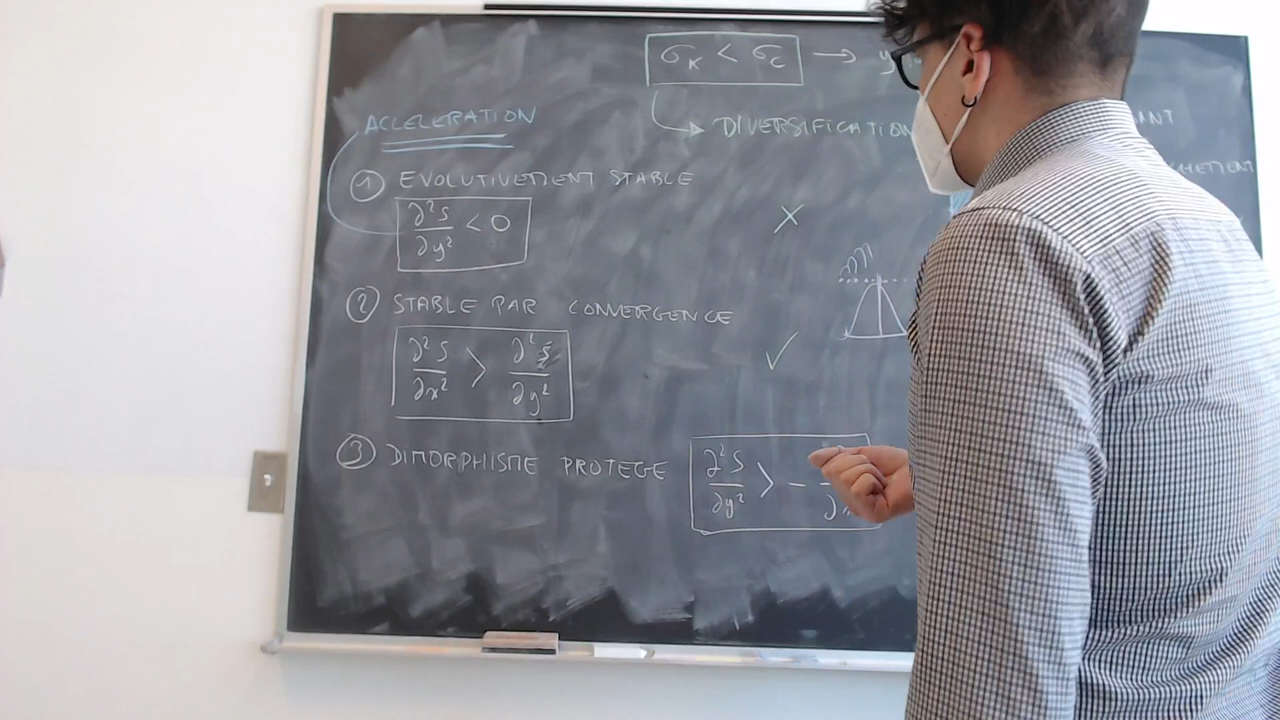 σK < σC → y
DIVERSIFICATION
ACCELERATION
① EVOLUTIVEMENT STABLE
∂²s/∂y² < 0
② STABLE PAR CONVERGENCE
∂²s/∂x² > ∂²s/∂y²
③ DIMORPHISME PROTEGE
∂²s/∂y² > -